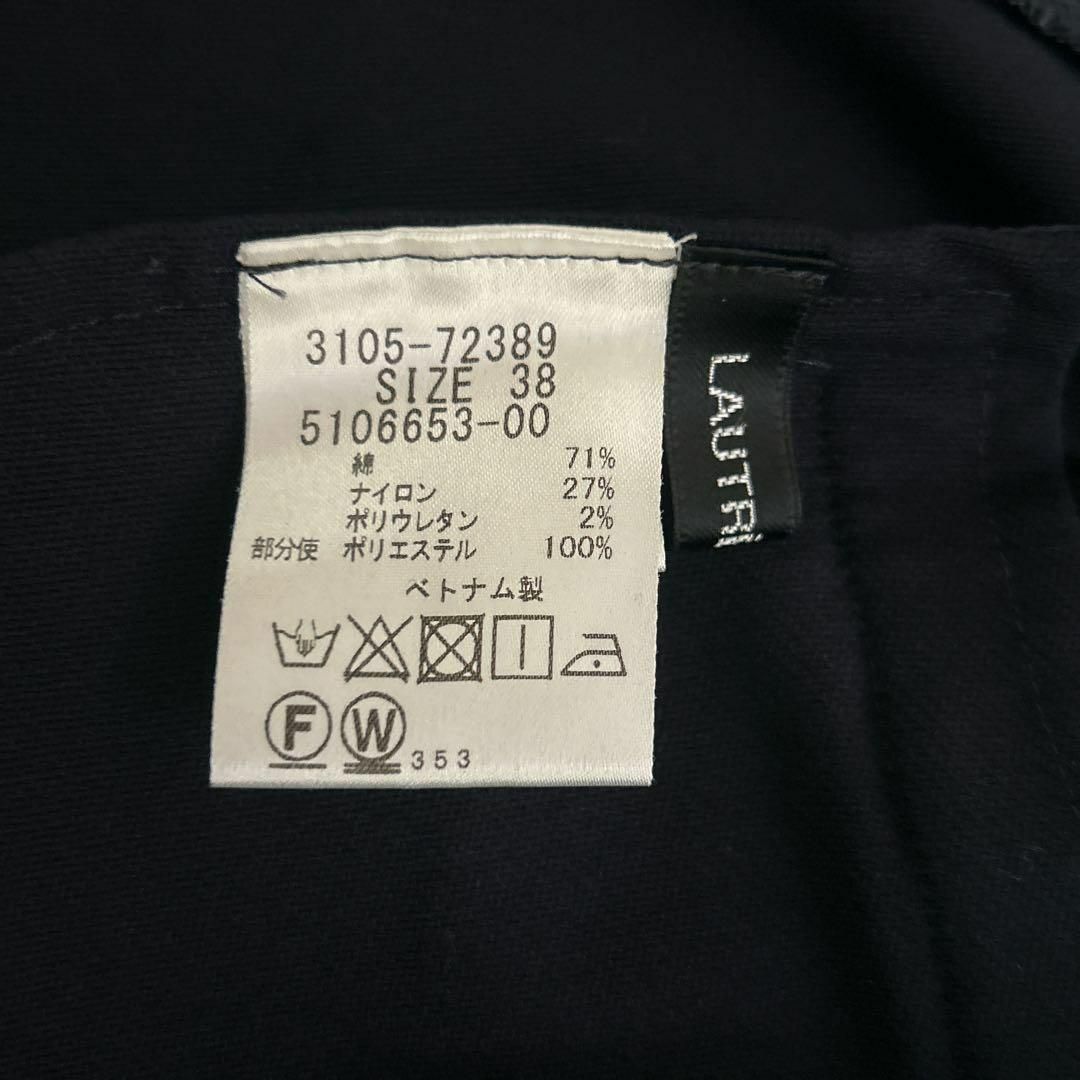 3105-72389
SIZE 38
5106653-00
綿 71%
ナイロン 27%
ポリウレタン 2%
部分使 ポリエステル 100%
ベトナム製
F W 353